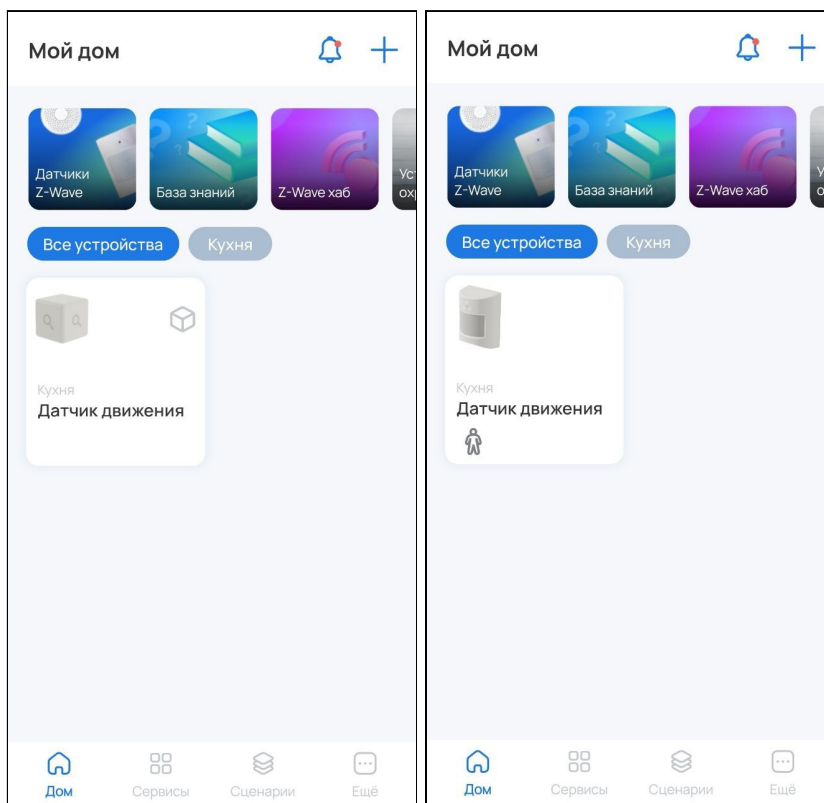 Мой дом
Датчики
Z-Wave
База знаний
Z-Wave хаб
Все устройства
Кухня
Кухня
Датчик движения
Дом
Сервисы
Сценарии
Ещё
Мой дом
Датчики
Z-Wave
База знаний
Z-Wave хаб
Все устройства
Кухня
Кухня
Датчик движения
Дом
Сервисы
Сценарии
Ещё